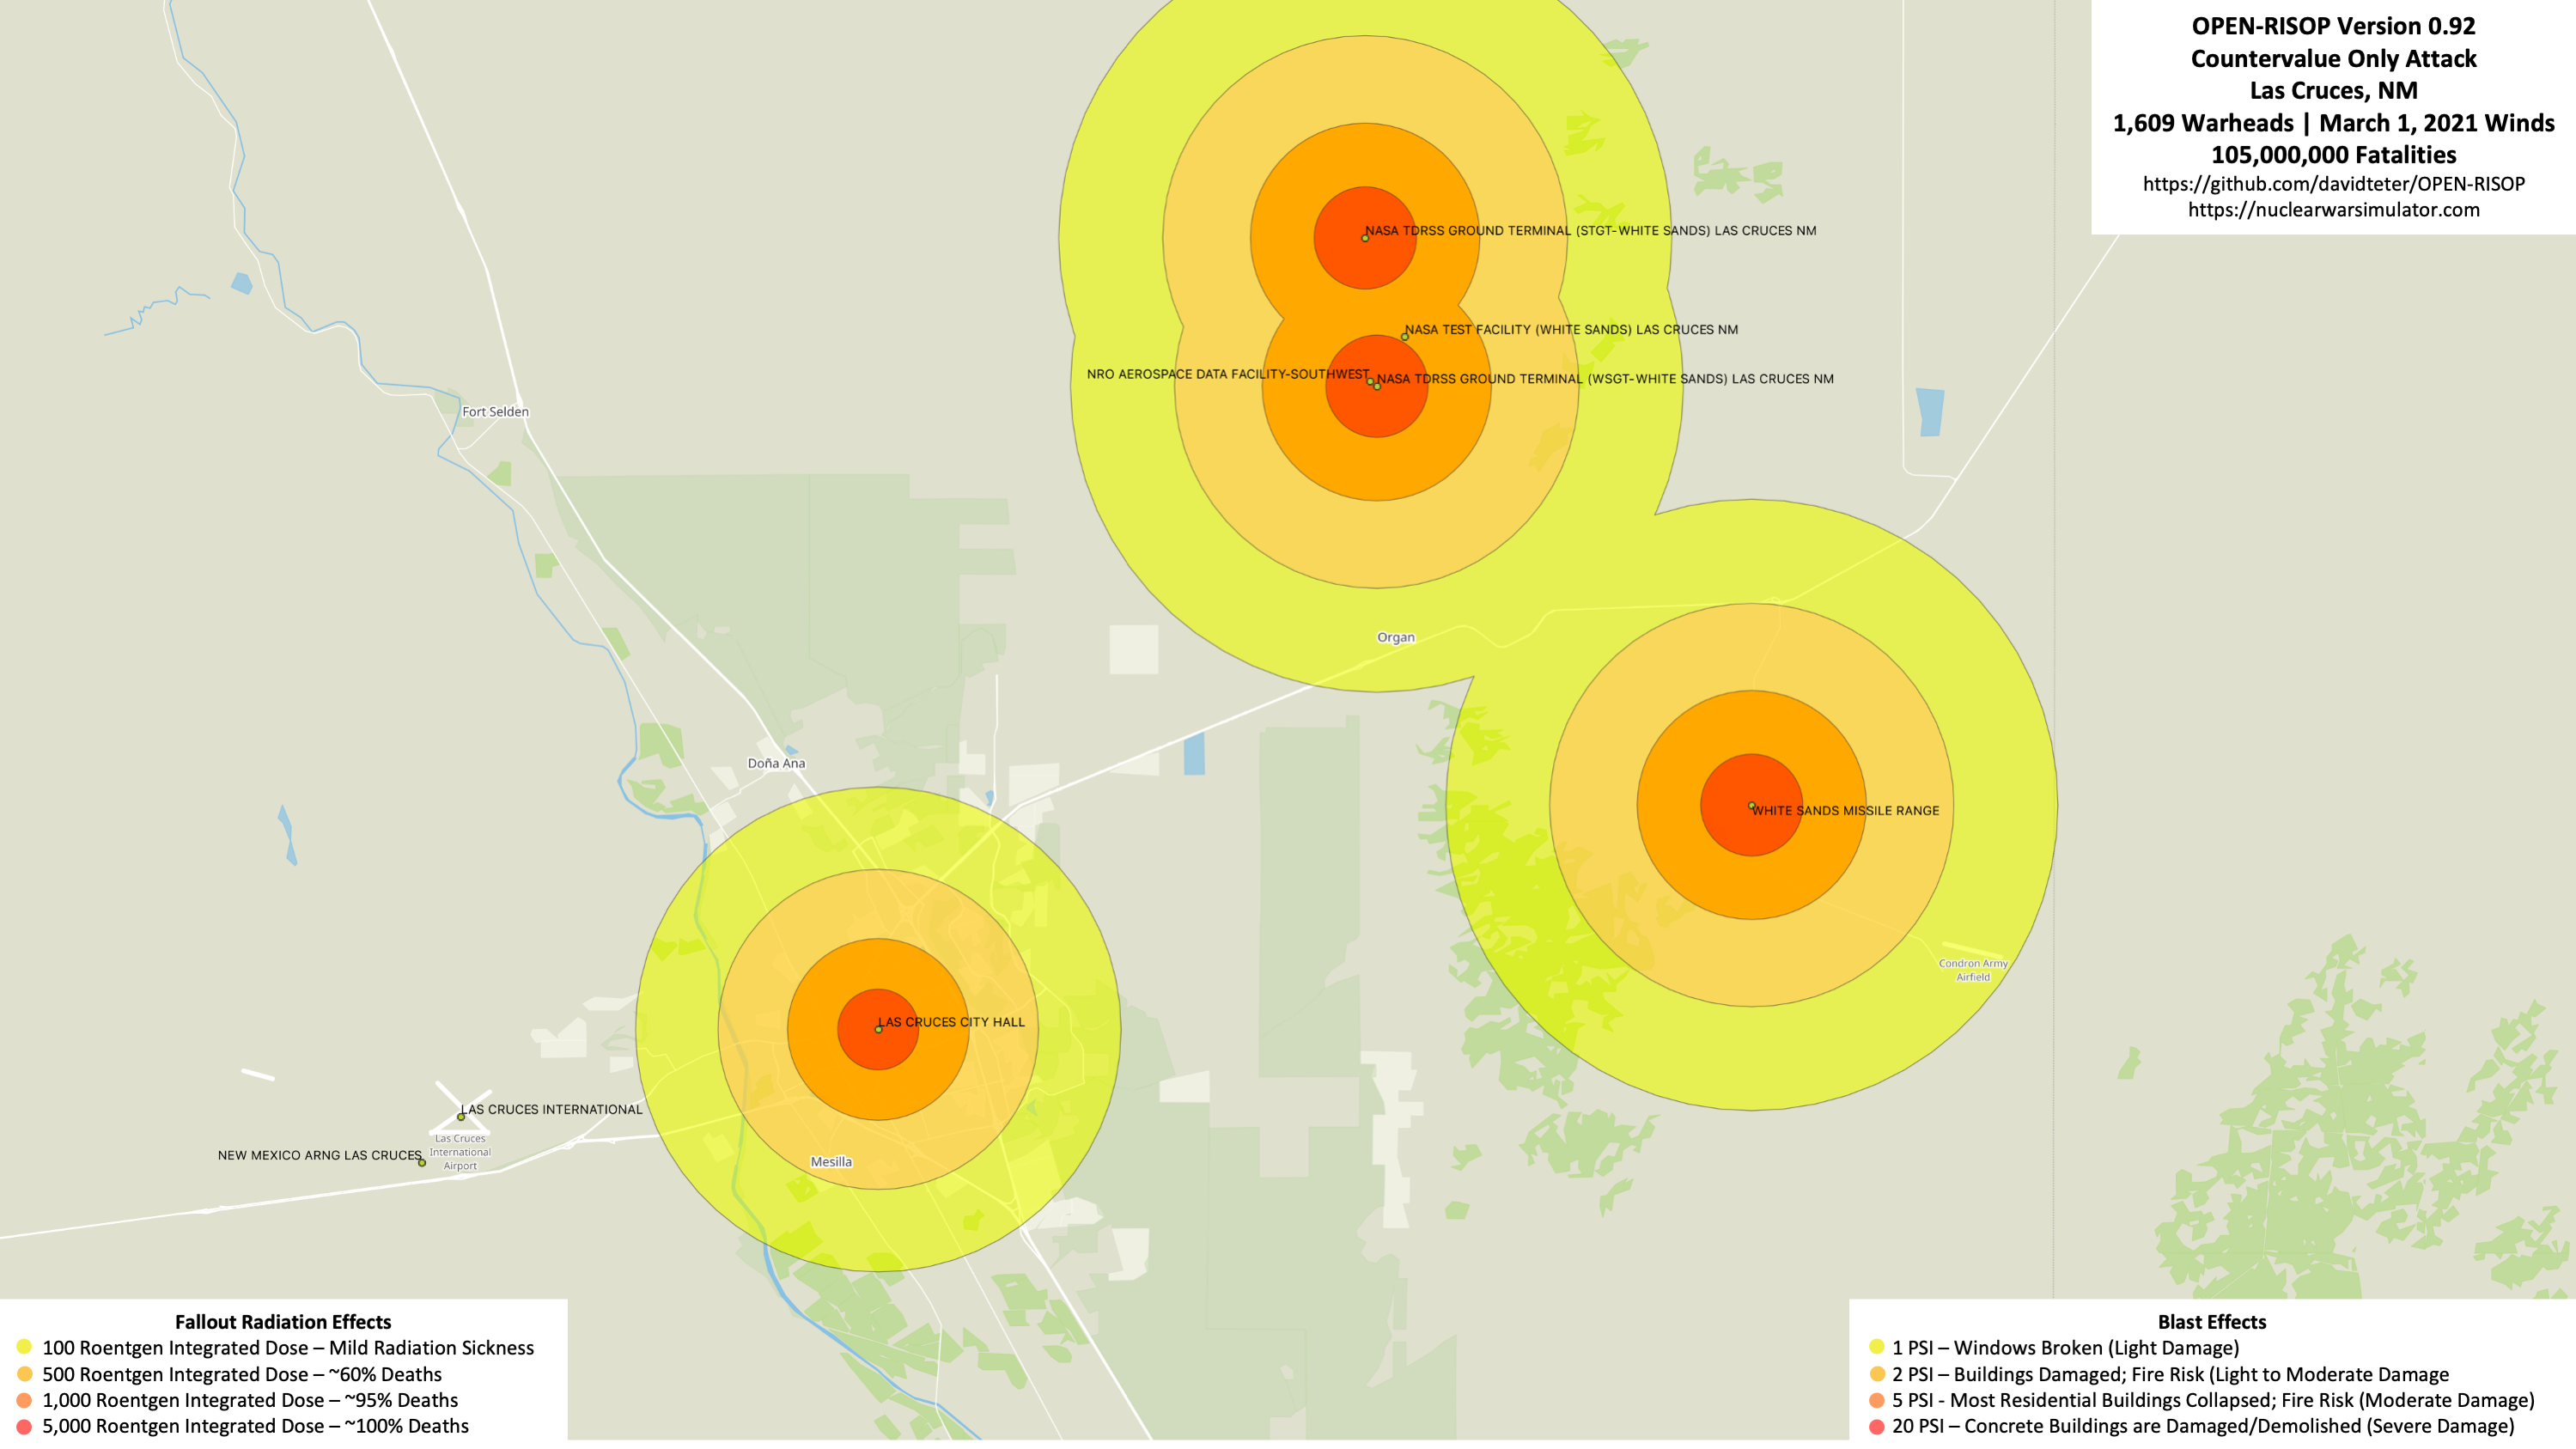 OPEN-RISOP Version 0.92
Countervalue Only Attack
Las Cruces, NM
1,609 Warheads | March 1, 2021 Winds
105,000,000 Fatalities
https://github.com/davidteter/OPEN-RISOP
https://nuclearwarsimulator.com
NASA TDRSS GROUND TERMINAL (STGT-WHITE SANDS) LAS CRUCES NM
NASA TEST FACILITY (WHITE SANDS) LAS CRUCES NM
NRO AEROSPACE DATA FACILITY-SOUTHWEST
NASA TDRSS GROUND TERMINAL (WSGT-WHITE SANDS) LAS CRUCES NM
Fort Selden
Organ
Doña Ana
WHITE SANDS MISSILE RANGE
Condron Army
Airfield
LAS CRUCES CITY HALL
LAS CRUCES INTERNATIONAL
Las Cruces
International
Airport
NEW MEXICO ARNG LAS CRUCES
Mesilla
Fallout Radiation Effects
100 Roentgen Integrated Dose – Mild Radiation Sickness
500 Roentgen Integrated Dose – ~60% Deaths
1,000 Roentgen Integrated Dose – ~95% Deaths
5,000 Roentgen Integrated Dose – ~100% Deaths
Blast Effects
1 PSI – Windows Broken (Light Damage)
2 PSI – Buildings Damaged; Fire Risk (Light to Moderate Damage
5 PSI - Most Residential Buildings Collapsed; Fire Risk (Moderate Damage)
20 PSI – Concrete Buildings are Damaged/Demolished (Severe Damage)